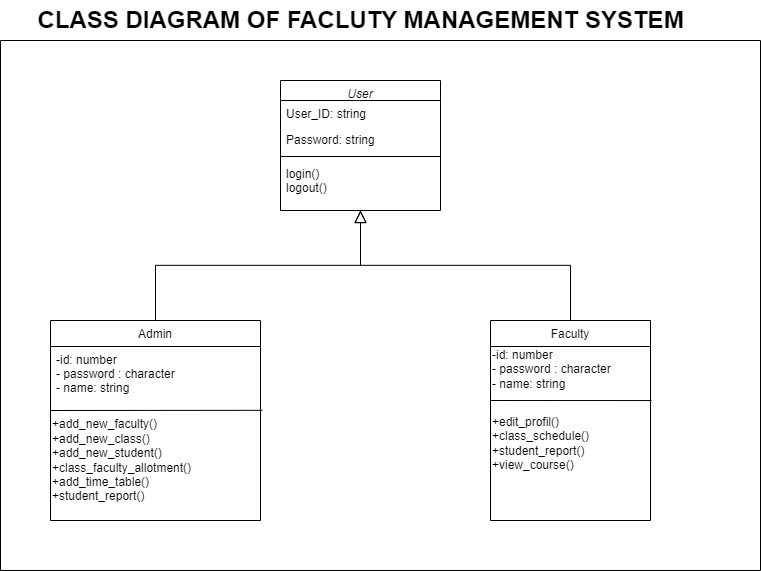 CLASS DIAGRAM OF FACLUTY MANAGEMENT SYSTEM
User
User_ID: string
Password: string
login()
logout()
Admin
-id: number
- password : character
- name: string
+add_new_faculty()
+add_new_class()
+add_new_student()
+class_faculty_allotment()
+add_time_table()
+student_report()
Faculty
-id: number
- password : character
- name: string
+edit_profil()
+class_schedule()
+student_report()
+view_course()